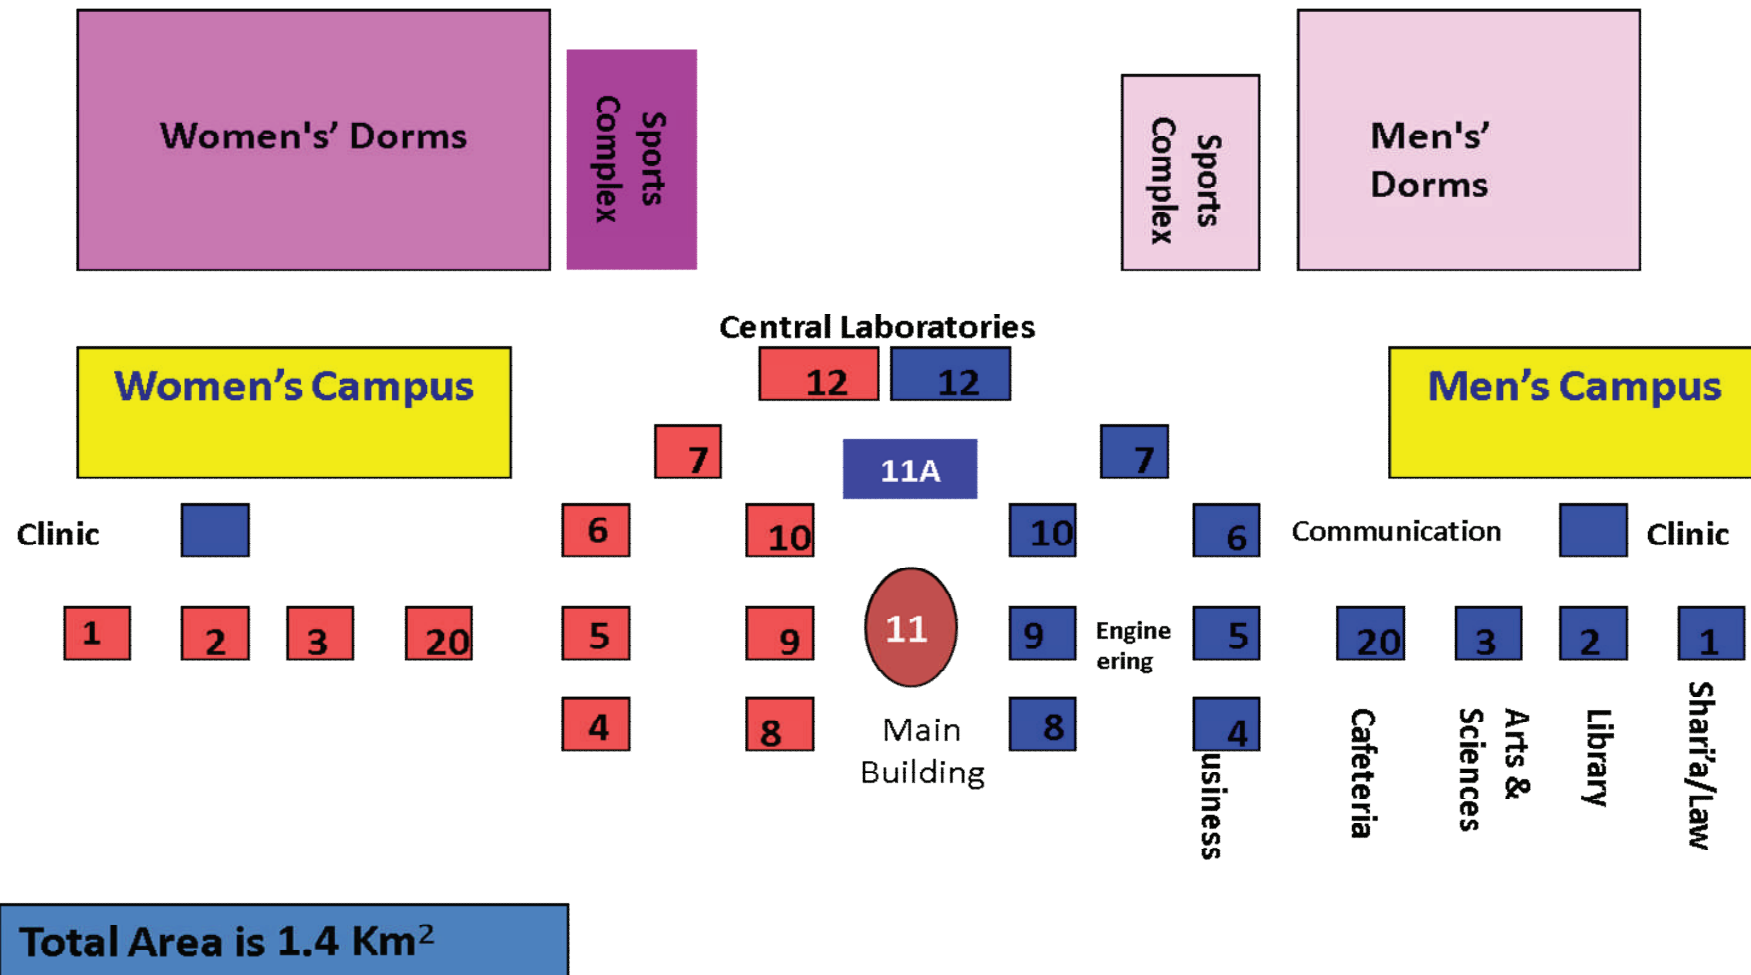 Women's’ Dorms
Sports
Complex
Sports
Complex
Men's’
Dorms
Central Laboratories
Women’s Campus
12
12
Men’s Campus
7
11A
7
Clinic
6
10
10
6
Communication
Clinic
1
2
3
20
5
9
11
9
Engine
ering
5
20
3
2
1
4
8
Main
Building
8
4
usiness
Cafeteria
Arts &
Sciences
Library
Shari’a/Law
Total Area is 1.4 Km²